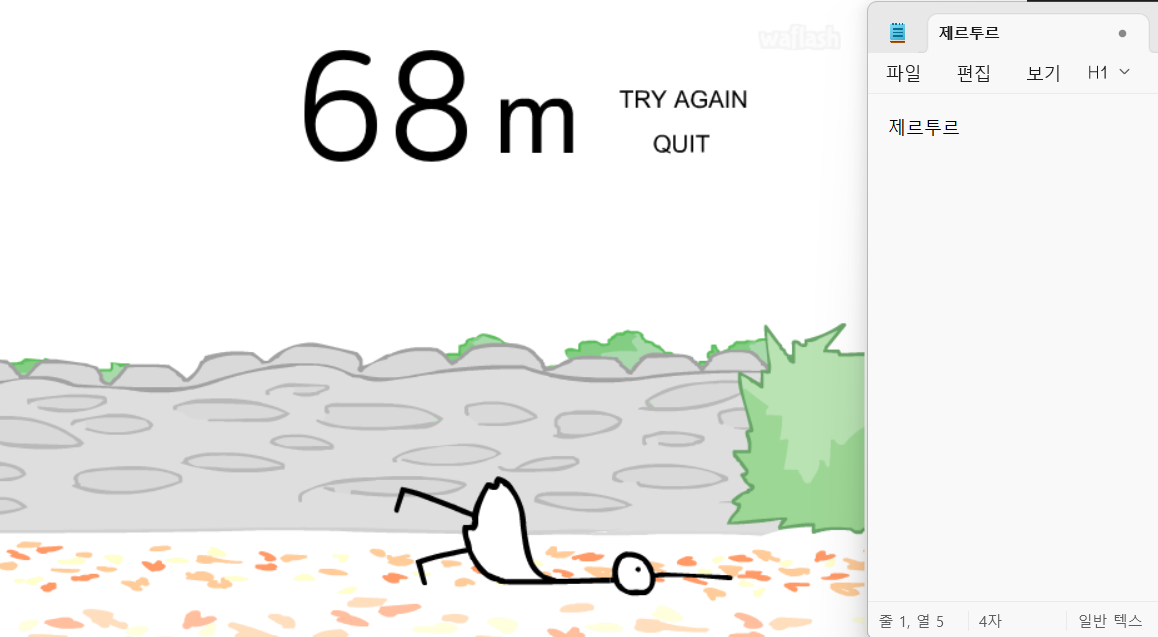 waflash
68 m
TRY AGAIN
QUIT
제르투르
파일 편집 보기 H1
제르투르
줄 1, 열 5 4자 일반 텍스